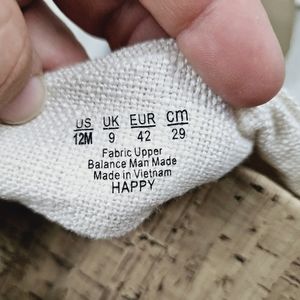 US UK EUR cm
12M 9 42 29
Fabric Upper
Balance Man Made
Made in Vietnam
HAPPY